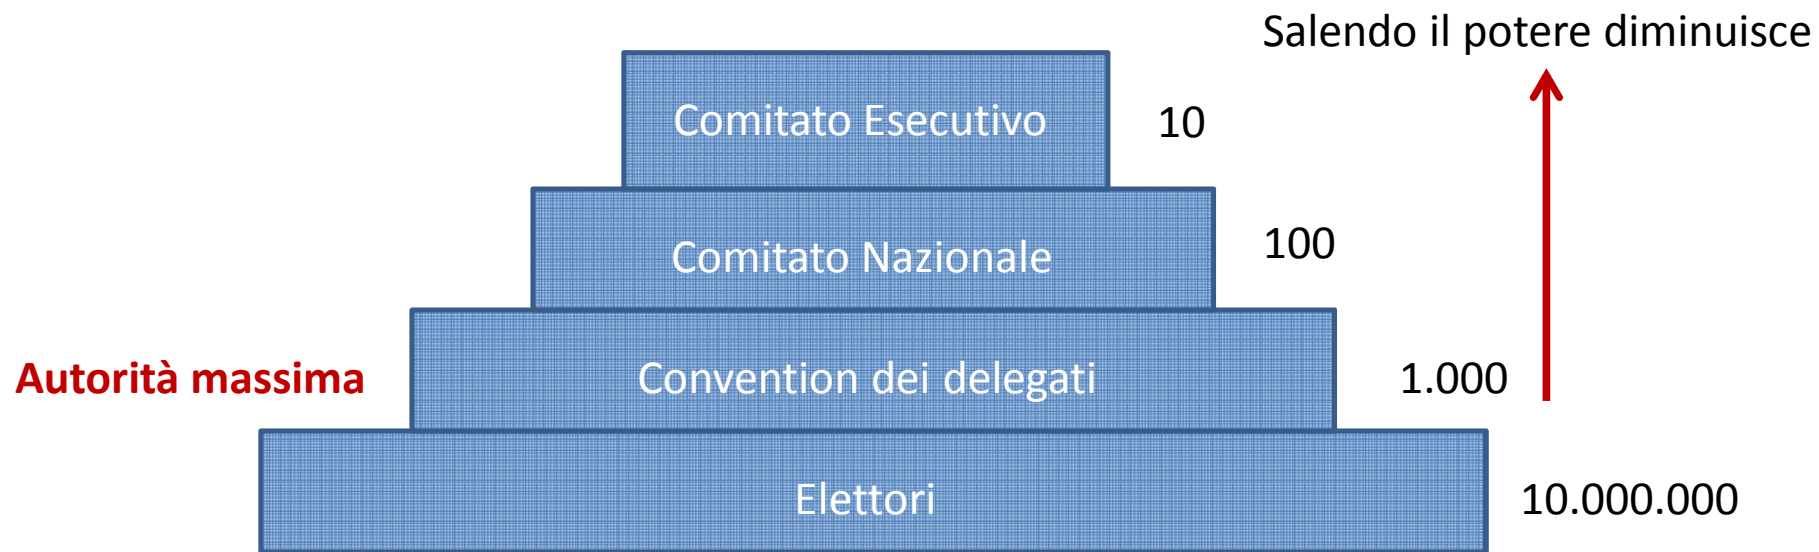 Salendo il potere diminuisce
Comitato Esecutivo
10
Comitato Nazionale
100
Autorità massima
Convention dei delegati
1.000
Elettori
10.000.000